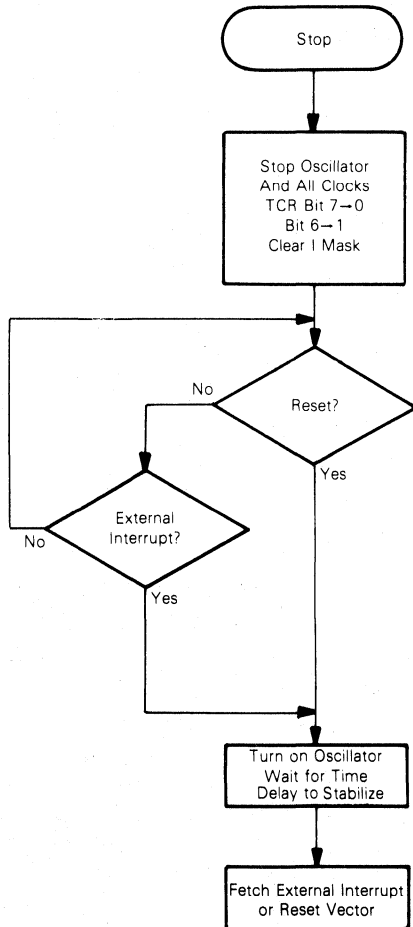 Stop
Stop Oscillator
And All Clocks
TCR Bit 7→0
Bit 6→1
Clear I Mask
Reset?
No
Yes
External
Interrupt?
No
Yes
Turn on Oscillator
Wait for Time
Delay to Stabilize
Fetch External Interrupt
or Reset Vector